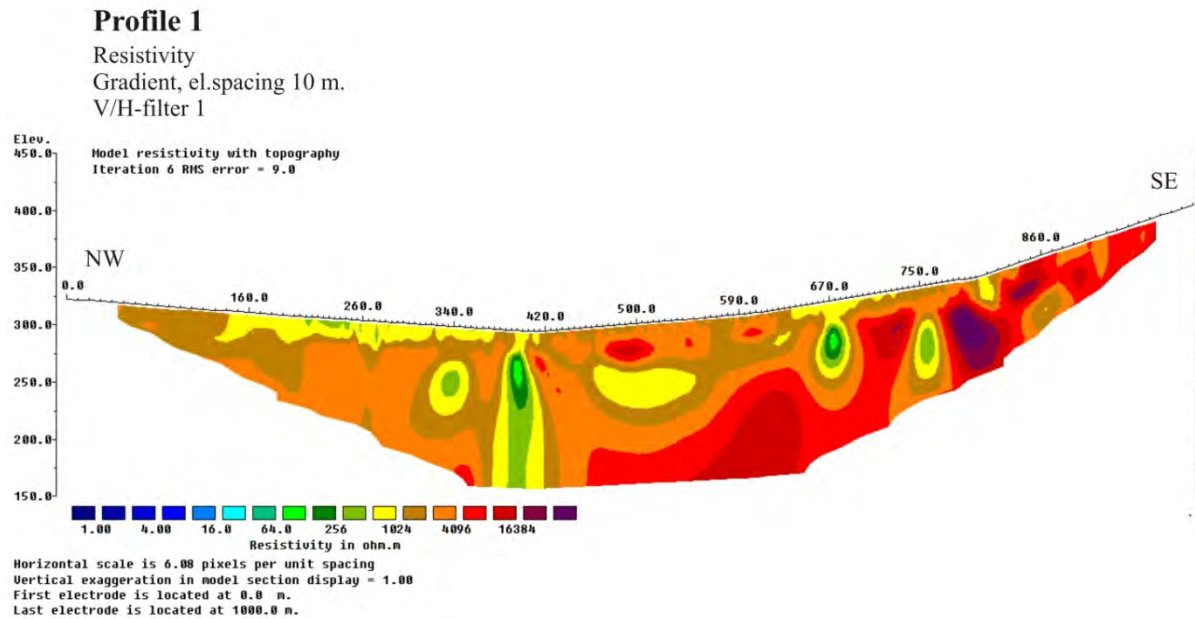 Profile 1
Resistivity
Gradient, el.spacing 10 m.
V/H-filter 1
Elev.
450.0
Model resistivity with topography
Iteration 6 RMS error = 9.0
SE
400.0
860.0
350.0
NW
750.0
0.0
670.0
160.0
590.0
260.0
500.0
340.0
420.0
300.0
250.0
200.0
150.0
1.00 4.00 16.0 64.0 256 1024 4096 16384
Resistivity in ohm.m
Horizontal scale is 6.08 pixels per unit spacing
Vertical exaggeration in model section display = 1.00
First electrode is located at 0.0 m.
Last electrode is located at 1000.0 m.